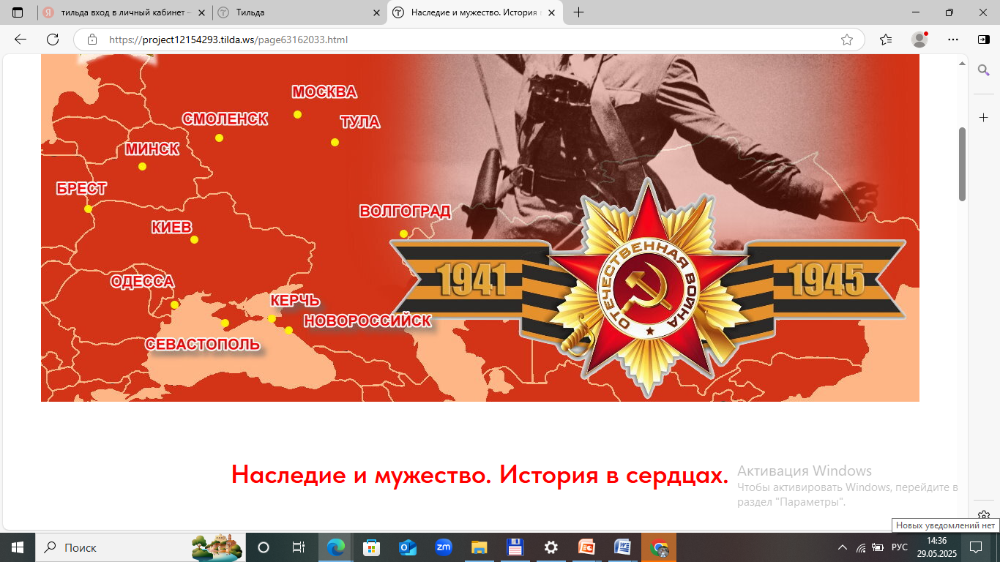 тильда вход в личный кабинет –
Тильда
Наследие и мужество. История
https://project12154293.tilda.ws/page63162033.html
МОСКВА
СМОЛЕНСК
ТУЛА
МИНСК
БРЕСТ
ВОЛГОГРАД
КИЕВ
1941
ОТЕЧЕСТВЕННАЯ ВОЙНА
1945
ОДЕССА
КЕРЧЬ
НОВОРОССИЙСК
СЕВАСТОПОЛЬ
Наследие и мужество. История в сердцах.
Активация Windows
Чтобы активировать Windows, перейдите в
раздел "Параметры".
Новых уведомлений нет
Поиск
zm
РУС
14:36
29.05.2025